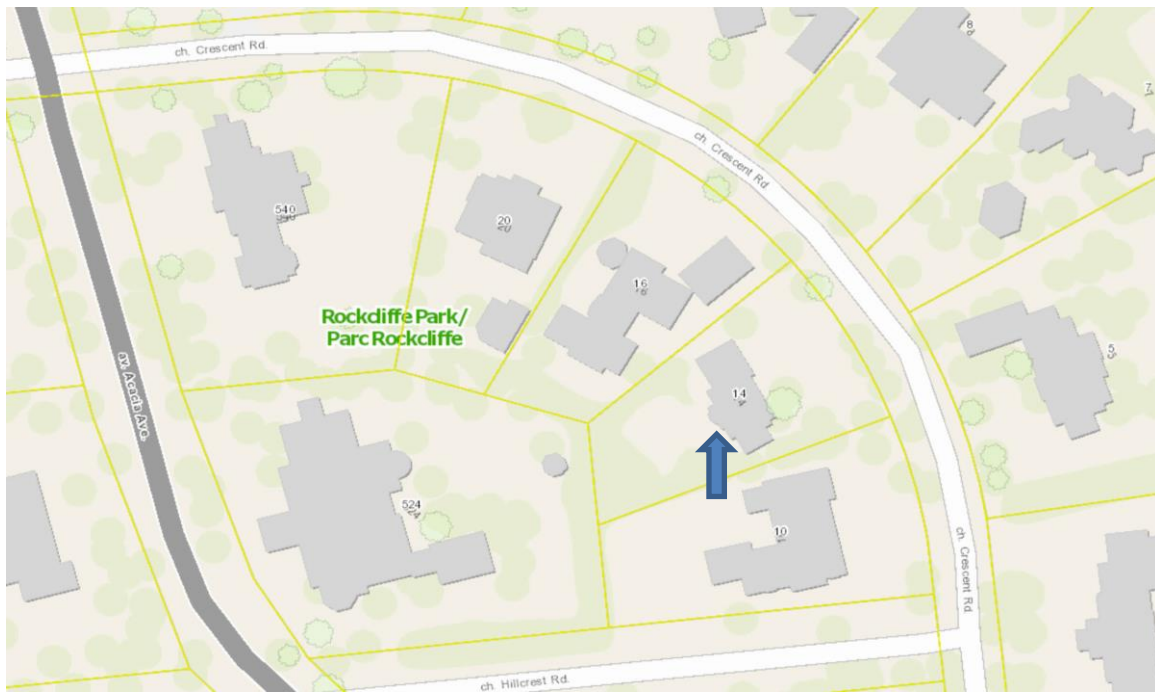 ch. Crescent Rd.
8
7
ch. Crescent Rd.
540
20
16
Rockcliffe Park/
Parc Rockcliffe
5
av. Acacia Ave.
14
524
10
ch. Crescent Rd.
ch. Hillcrest Rd.